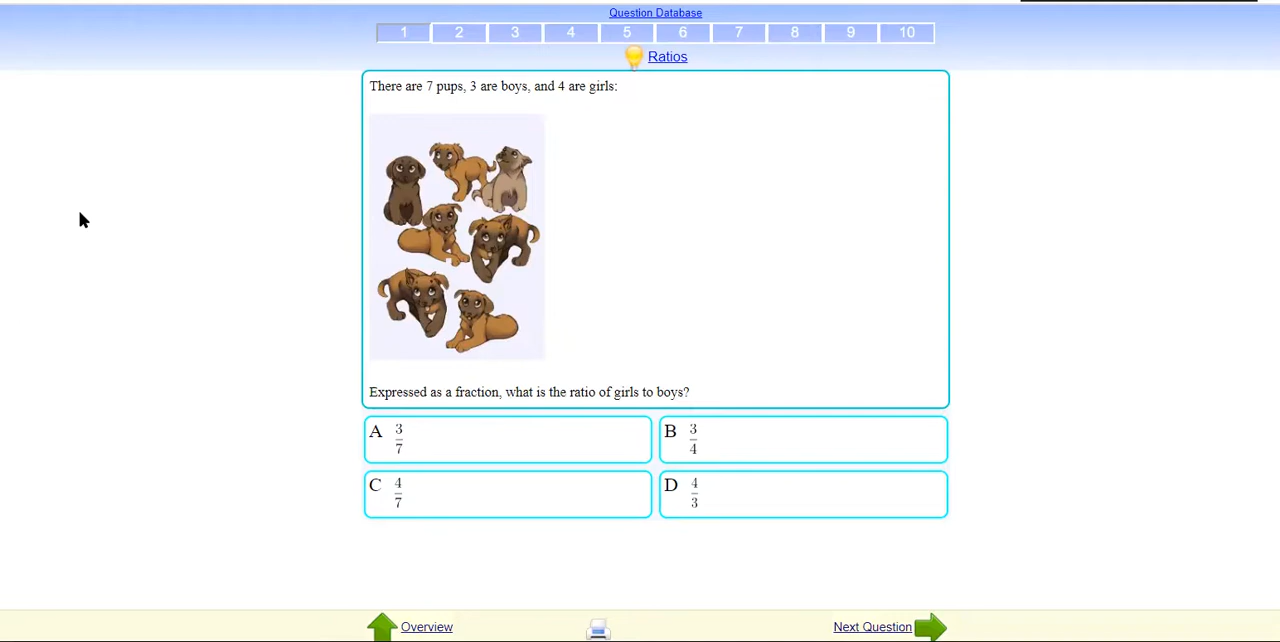 Question Database
1 2 3 4 5 6 7 8 9 10
Ratios
There are 7 pups, 3 are boys, and 4 are girls:
Expressed as a fraction, what is the ratio of girls to boys?
A 3/7
B 3/4
C 4/7
D 4/3
Overview
Next Question